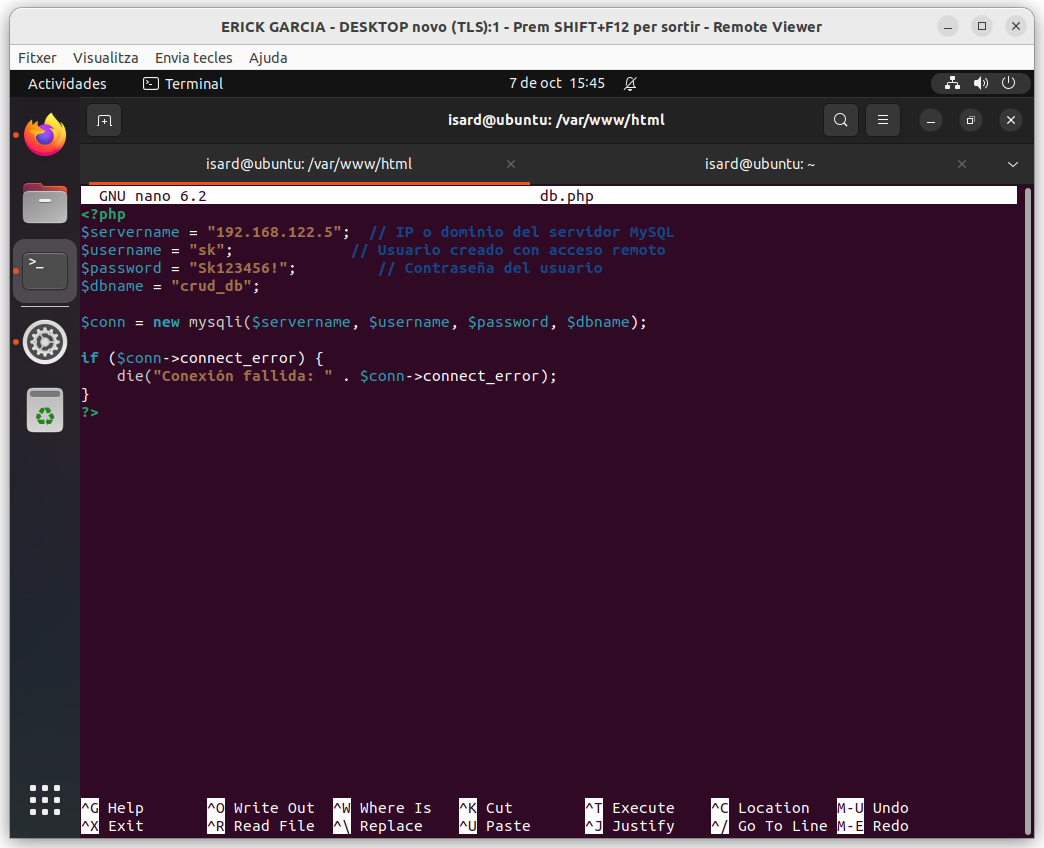 ERICK GARCIA - DESKTOP novo (TLS):1 - Prem SHIFT+F12 per sortir - Remote Viewer
Fitxer Visualitza Envia tecles Ajuda
Actividades Terminal 7 de oct 15:45
isard@ubuntu: /var/www/html
isard@ubuntu: /var/www/html isard@ubuntu: ~
GNU nano 6.2 db.php
<?php
$servername = "192.168.122.5"; // IP o dominio del servidor MySQL
$username = "sk"; // Usuario creado con acceso remoto
$password = "Sk123456!"; // Contraseña del usuario
$dbname = "crud_db";
$conn = new mysqli($servername, $username, $password, $dbname);
if ($conn->connect_error) {
die("Conexión fallida: " . $conn->connect_error);
}
?>
^G Help ^O Write Out ^W Where Is ^K Cut ^T Execute ^C Location M-U Undo
^X Exit ^R Read File ^\ Replace ^U Paste ^J Justify ^/ Go To Line M-E Redo